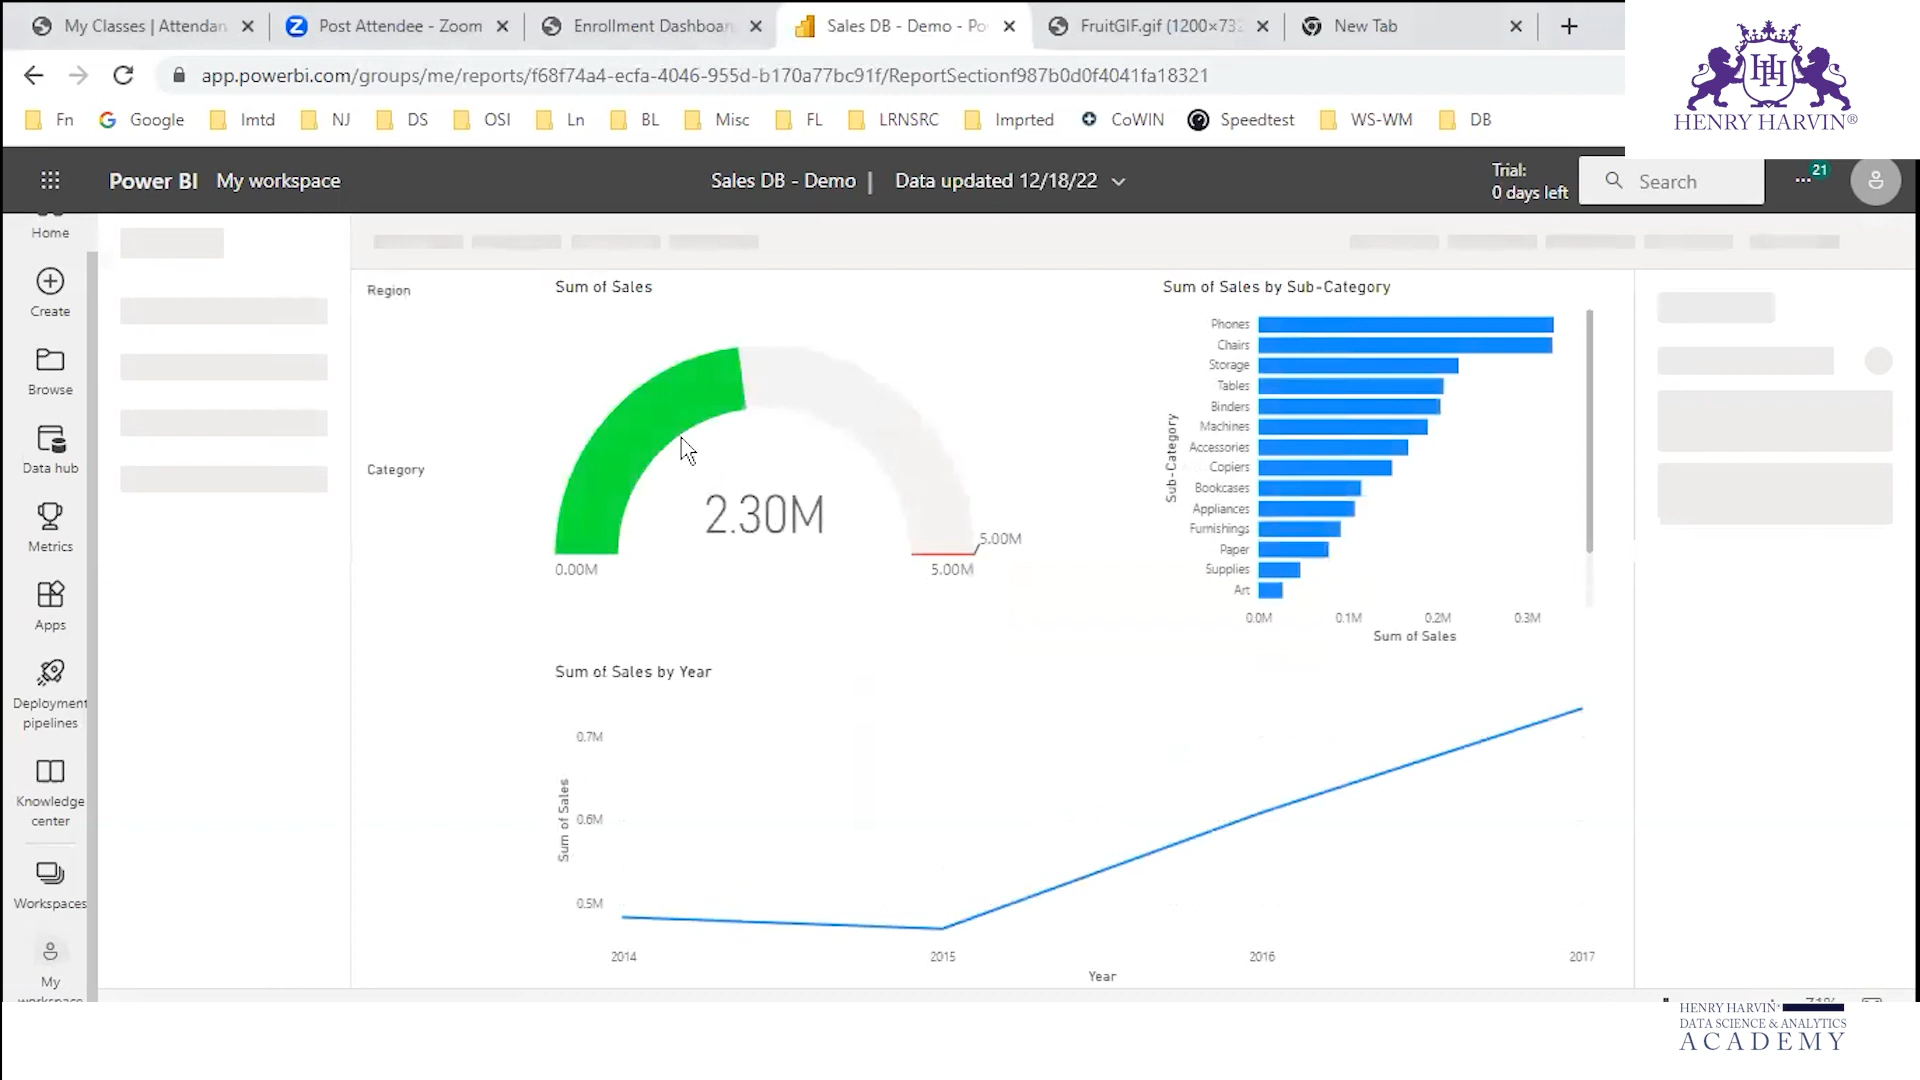 My Classes | Attendan
Post Attendee - Zoom
Enrollment Dashboar
Sales DB - Demo - Po
FruitGIF.gif (1200×732
New Tab
app.powerbi.com/groups/me/reports/f68f74a4-ecfa-4046-955d-b170a77bc91f/ReportSectionf987b0d0f4041fa18321
Fn
Google
Imtd
NJ
DS
OSI
Ln
BL
Misc
FL
LRNSRC
Imprted
CoWIN
Speedtest
WS-WM
DB
HENRY HARVIN®
Power BI
My workspace
Sales DB - Demo | Data updated 12/18/22
Trial:
0 days left
Search
21
Home
Create
Browse
Data hub
Metrics
Apps
Deployment
pipelines
Knowledge
center
Workspaces
My
workspace
Region
Category
Sum of Sales
2.30M
0.00M
5.00M
5.00M
Sum of Sales by Sub-Category
Sub-Category
Phones
Chairs
Storage
Tables
Binders
Machines
Accessories
Copiers
Bookcases
Appliances
Furnishings
Paper
Supplies
Art
0.0M
0.1M
0.2M
0.3M
Sum of Sales
Sum of Sales by Year
Sum of Sales
0.7M
0.6M
0.5M
2014
2015
2016
2017
Year
71%
HENRY HARVIN®
DATA SCIENCE & ANALYTICS
ACADEMY